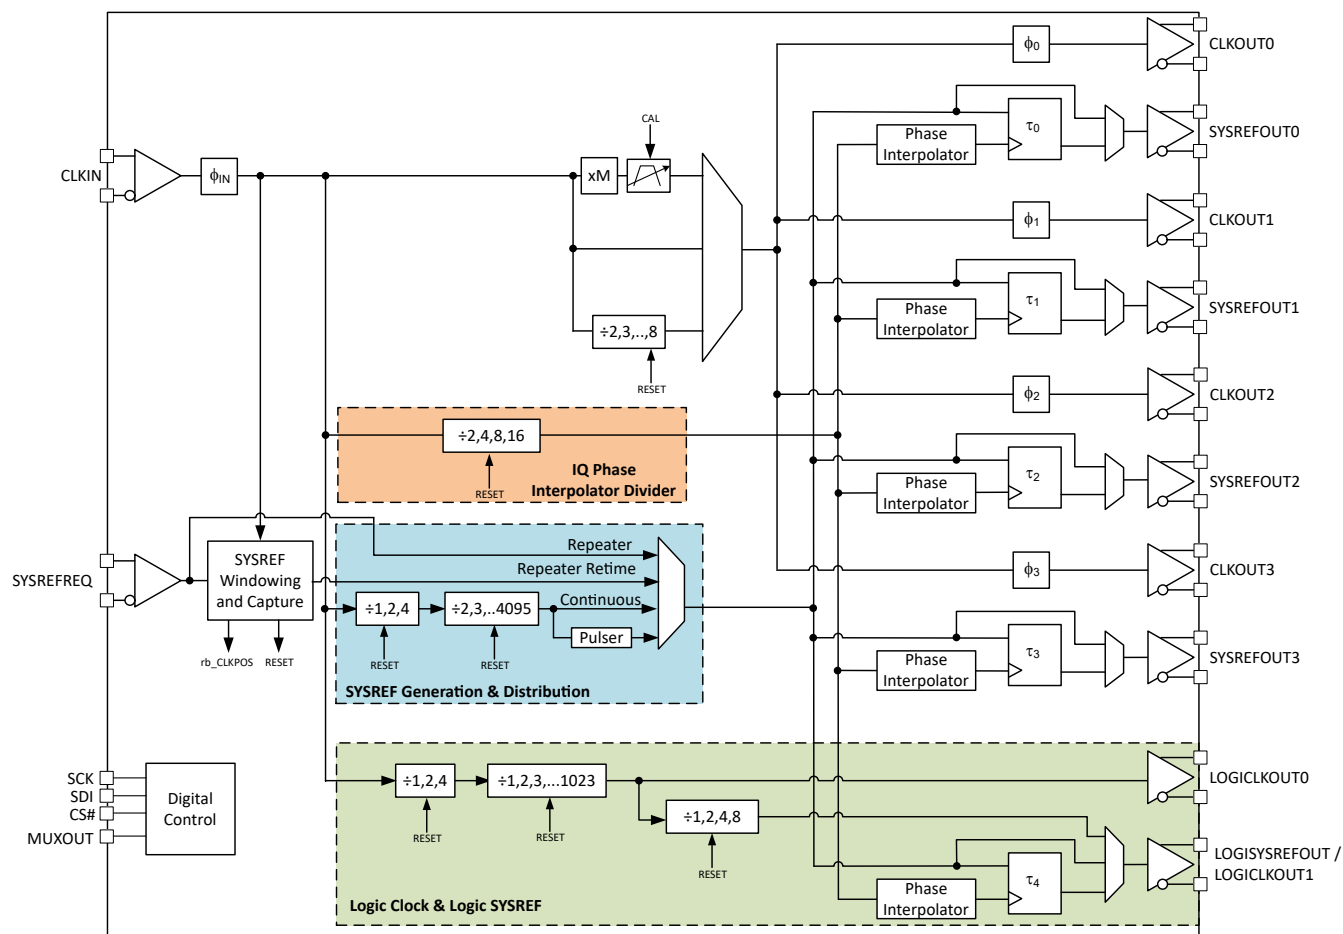 ϕ0
CLKOUT0
τ0
Phase
Interpolator
SYSREFOUT0
CAL
CLKIN
ϕIN
xM
ϕ1
CLKOUT1
τ1
Phase
Interpolator
SYSREFOUT1
÷2,3,..,8
RESET
ϕ2
CLKOUT2
÷2,4,8,16
RESET
IQ Phase
Interpolator Divider
τ2
Phase
Interpolator
SYSREFOUT2
SYSREFREQ
SYSREF
Windowing
and Capture
rb_CLKPOS
RESET
Repeater
Repeater Retime
Continuous
÷1,2,4
÷2,3,..4095
Pulser
RESET
RESET
SYSREF Generation & Distribution
ϕ3
CLKOUT3
τ3
Phase
Interpolator
SYSREFOUT3
SCK
SDI
CS#
MUXOUT
Digital
Control
÷1,2,4
÷1,2,3,...1023
RESET
RESET
LOGICLKOUT0
÷1,2,4,8
RESET
τ4
Phase
Interpolator
LOGISYSREFOUT /
LOGICLKOUT1
Logic Clock & Logic SYSREF